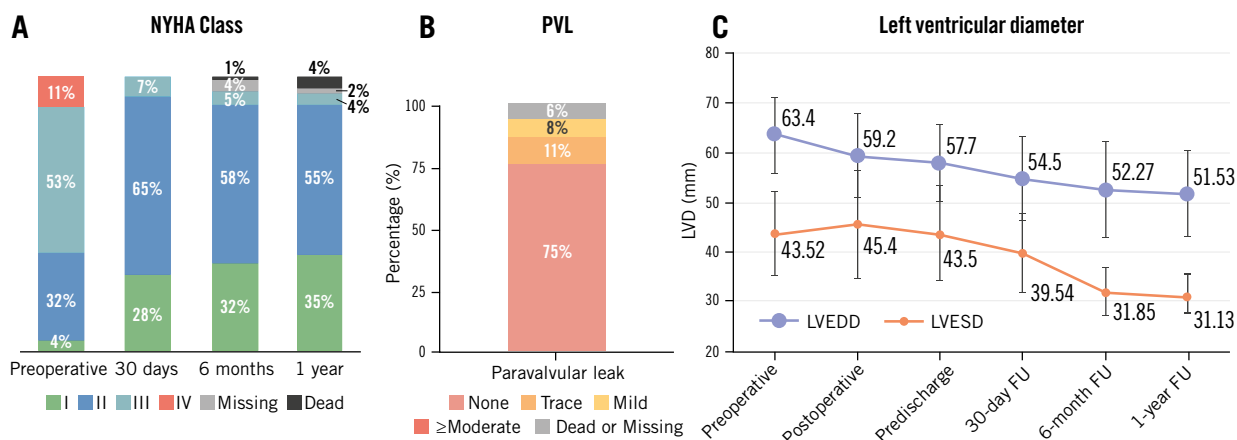 A NYHA Class
11%
53%
32%
4%
7%
65%
28%
1%
4%
5%
58%
32%
4%
2%
4%
55%
35%
Preoperative 30 days 6 months 1 year
I II III IV Missing Dead
B PVL
Percentage (%)
100
75
50
25
0
6%
8%
11%
75%
Paravalvular leak
None Trace Mild
≥Moderate Dead or Missing
C Left ventricular diameter
LVD (mm)
80
70
60
50
40
30
20
63.4
59.2
57.7
54.5
52.27
51.53
43.52
45.4
43.5
39.54
31.85
31.13
LVEDD LVESD
Preoperative
Postoperative
Predischarge
30-day FU
6-month FU
1-year FU